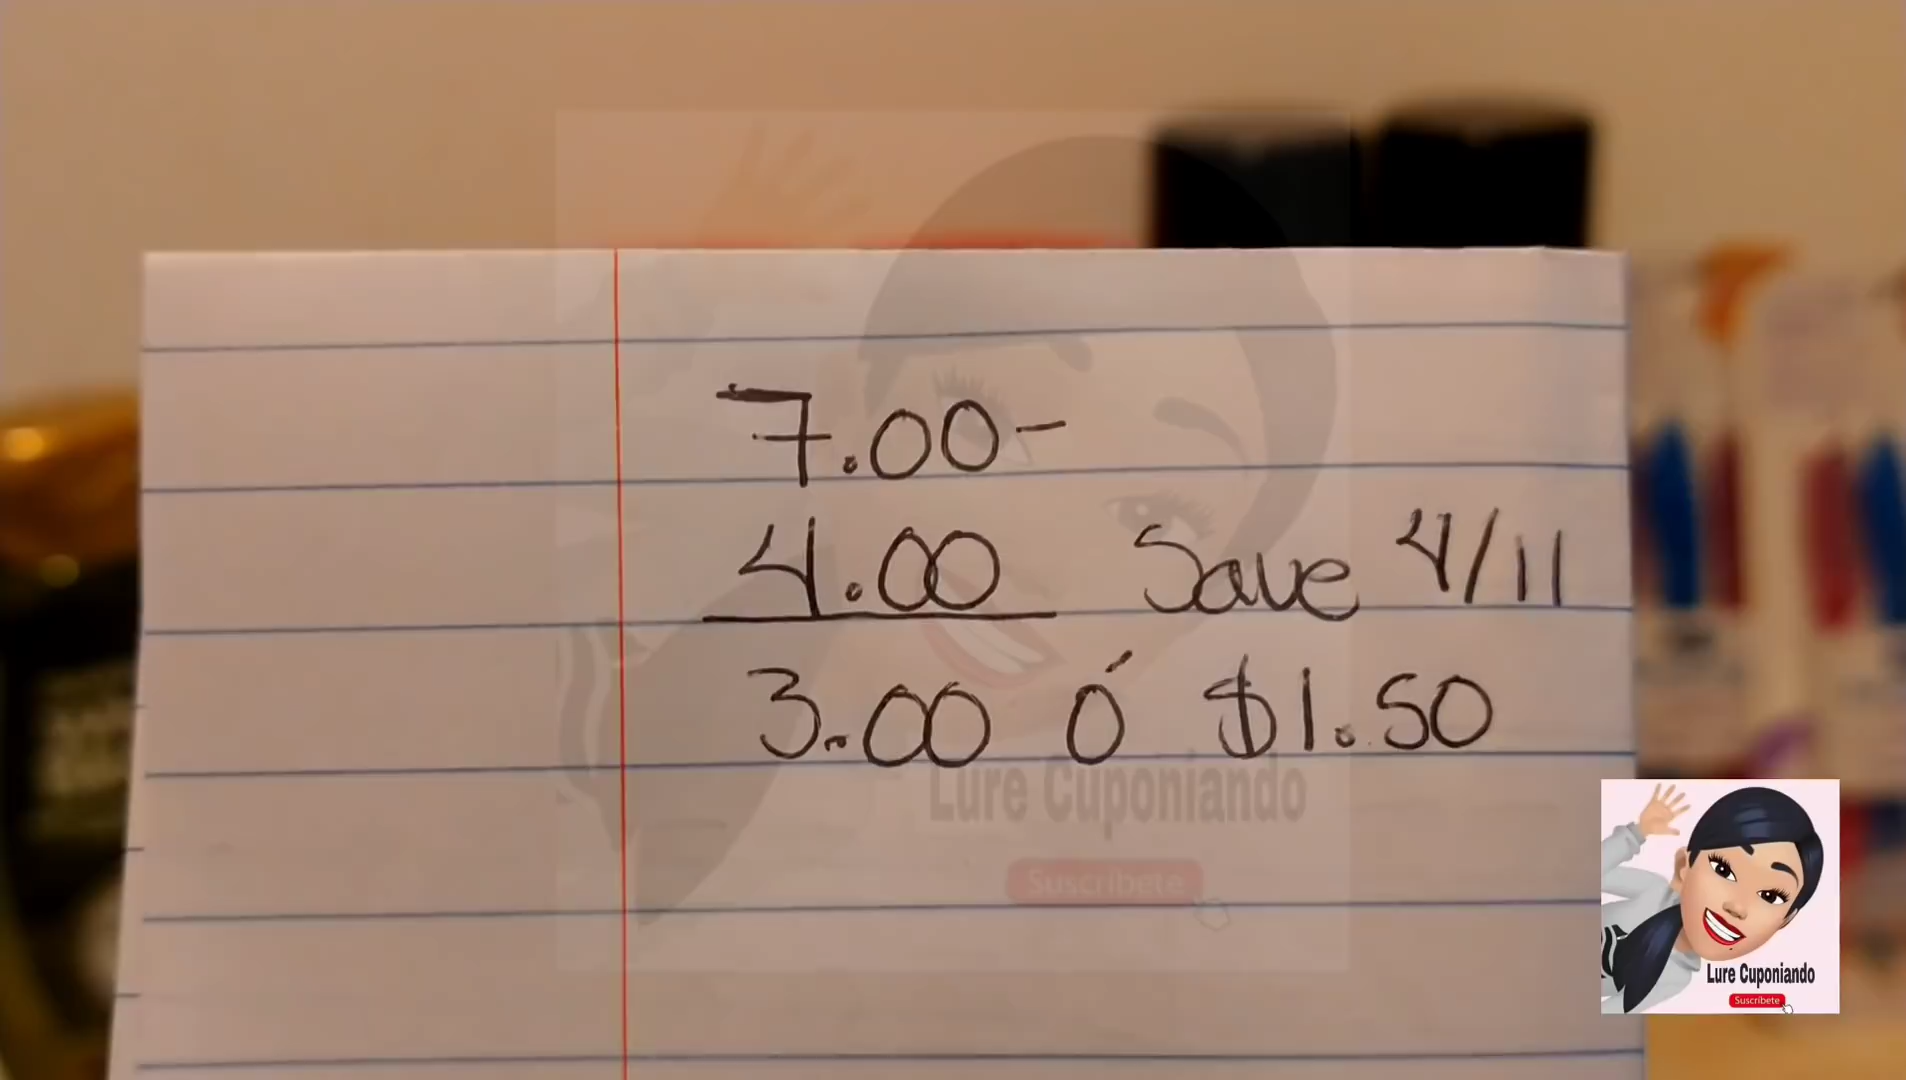 7.00-
4.00 Save 4/11
3.00 ó $1.50
Lure Cuponiando
Suscribete
Lure Cuponiando
Suscribete